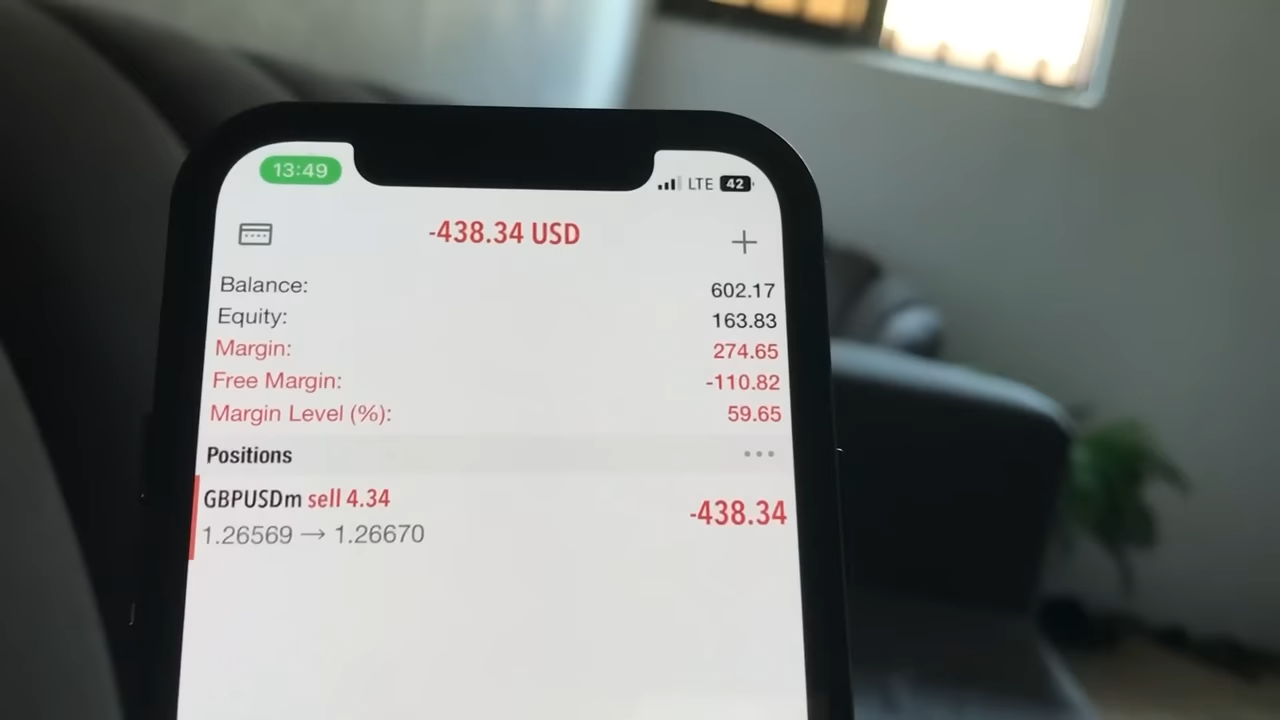 13:49 LTE 42
-438.34 USD
Balance: 602.17
Equity: 163.83
Margin: 274.65
Free Margin: -110.82
Margin Level (%): 59.65
Positions
GBPUSDm sell 4.34 -438.34
1.26569 → 1.26670